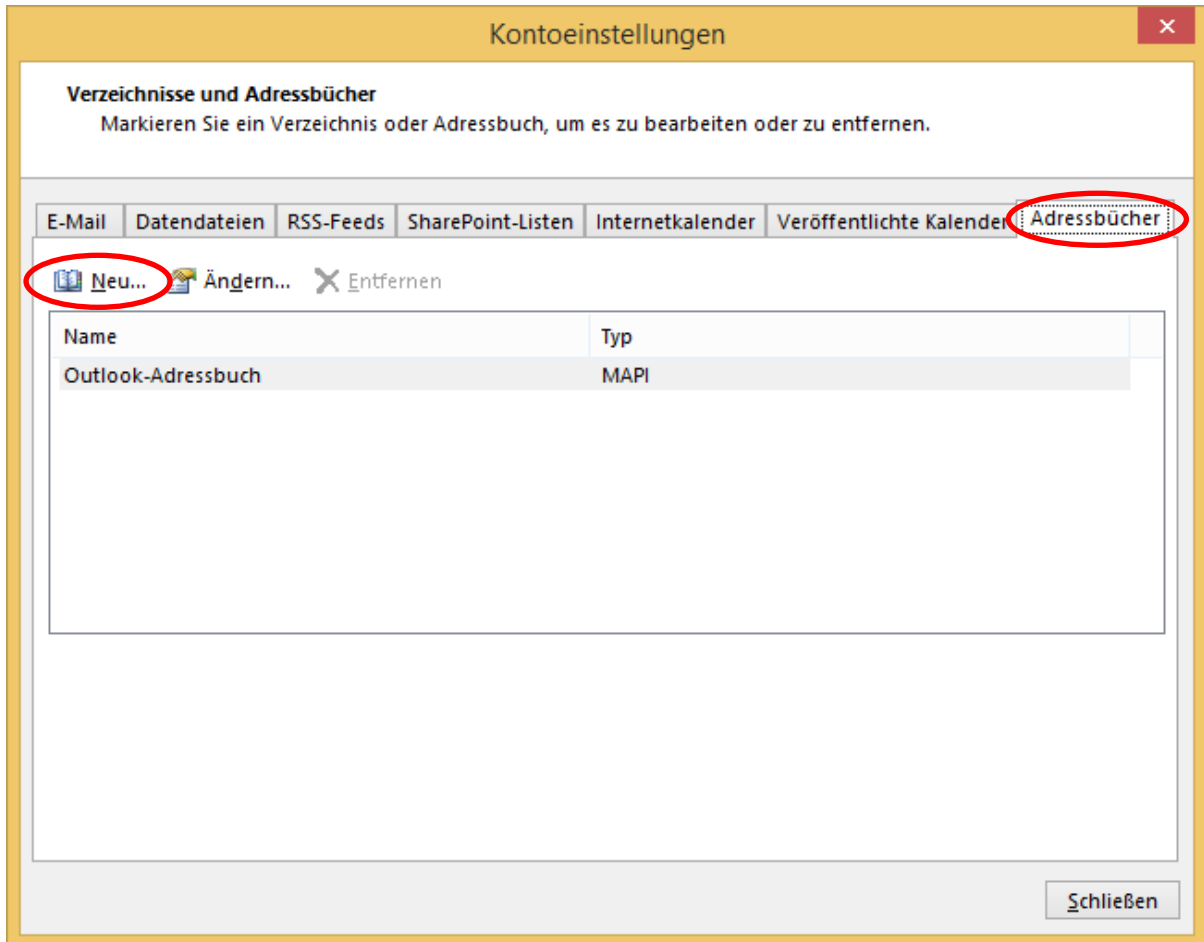 Kontoeinstellungen
Verzeichnisse und Adressbücher
Markieren Sie ein Verzeichnis oder Adressbuch, um es zu bearbeiten oder zu entfernen.
E-Mail Datendateien RSS-Feeds SharePoint-Listen Internetkalender Veröffentlichte Kalender Adressbücher
Neu... Ändern... Entfernen
Name Typ
Outlook-Adressbuch MAPI
Schließen